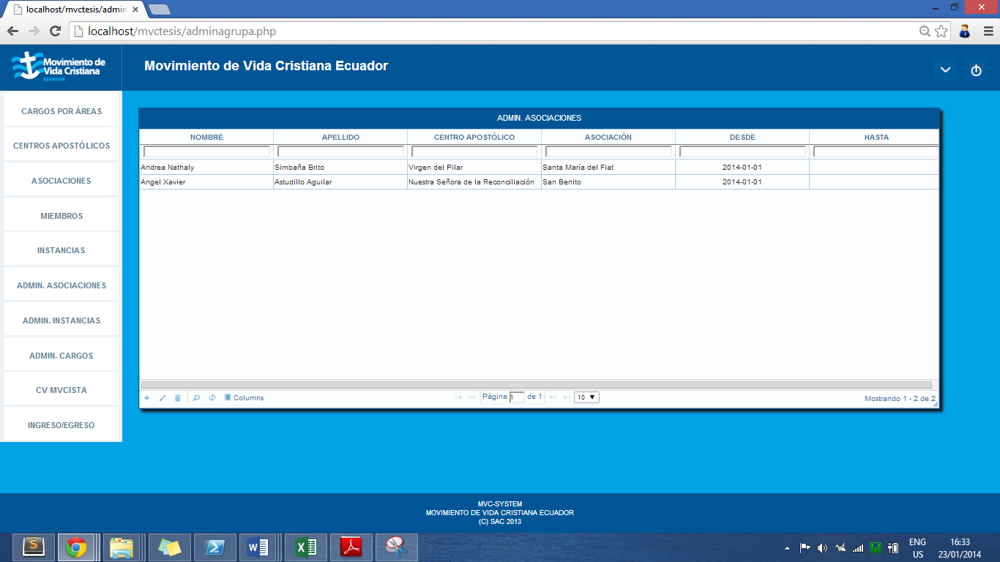 localhost/mvctesis/admin
localhost/mvctesis/adminagrupa.php
Movimiento de
Vida Cristiana
ECUADOR
Movimiento de Vida Cristiana Ecuador
CARGOS POR ÁREAS
CENTROS APOSTÓLICOS
ASOCIACIONES
MIEMBROS
INSTANCIAS
ADMIN. ASOCIACIONES
ADMIN. INSTANCIAS
ADMIN. CARGOS
CV MVCISTA
INGRESO/EGRESO
ADMIN. ASOCIACIONES
NOMBRE APELLIDO CENTRO APOSTÓLICO ASOCIACIÓN DESDE HASTA
Andrea Nathaly Simbaña Brito Virgen del Pilar Santa María del Fiat 2014-01-01
Angel Xavier Astudillo Aguilar Nuestra Señora de la Reconciliación San Benito 2014-01-01
Columns Página 1 de 1 10 Mostrando 1 - 2 de 2
MVC-SYSTEM
MOVIMIENTO DE VIDA CRISTIANA ECUADOR
(C) SAC 2013
ENG 16:33
US 23/01/2014